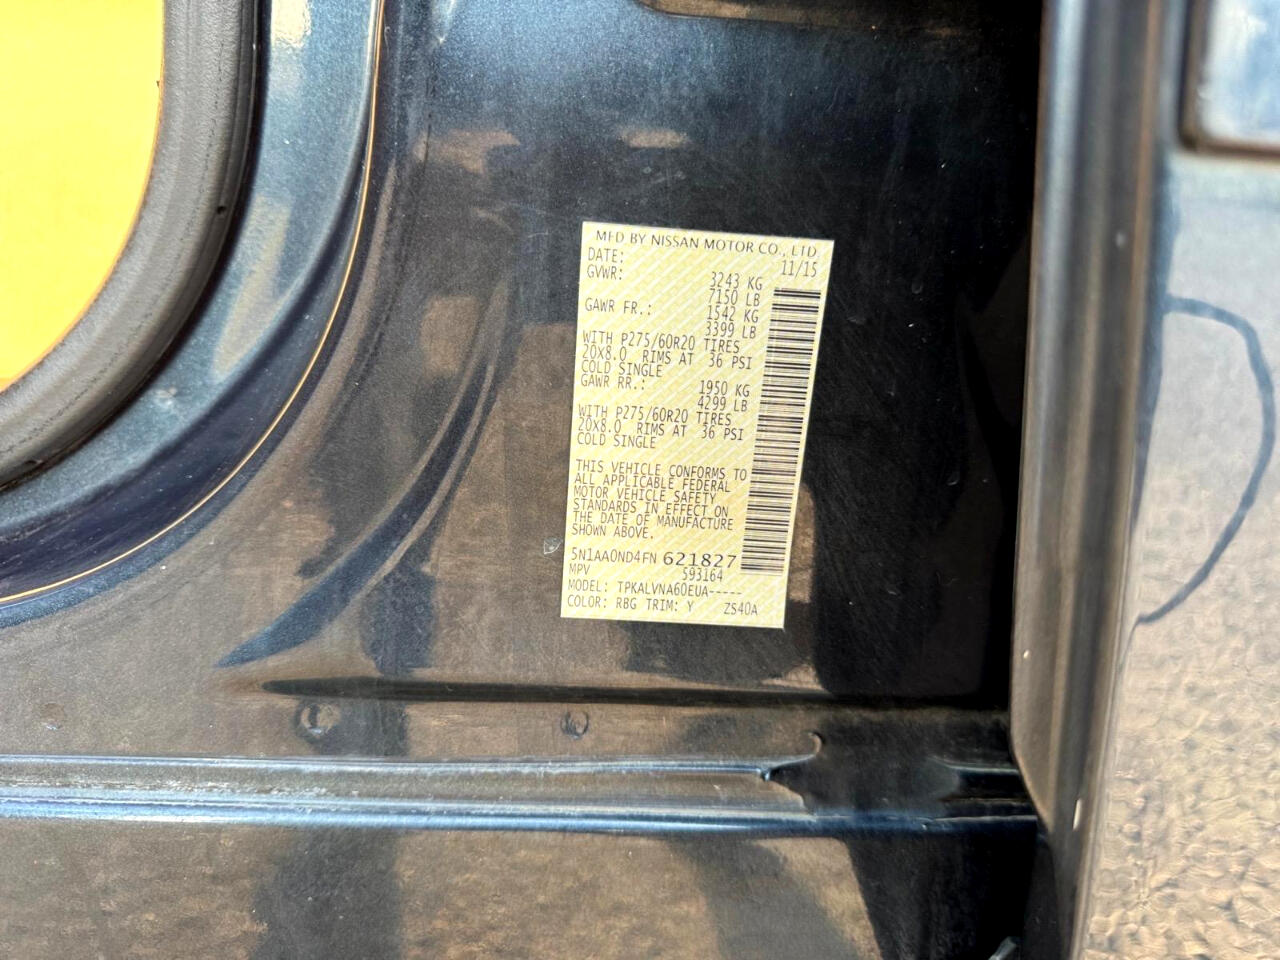 MFD BY NISSAN MOTOR CO., LTD
DATE: 11/15
GVWR: 3243 KG
7150 LB
GAWR FR.: 1542 KG
3399 LB
WITH P275/60R20 TIRES
20X8.0 RIMS AT 36 PSI
COLD SINGLE
GAWR RR.: 1950 KG
4299 LB
WITH P275/60R20 TIRES
20X8.0 RIMS AT 36 PSI
COLD SINGLE
THIS VEHICLE CONFORMS TO
ALL APPLICABLE FEDERAL
MOTOR VEHICLE SAFETY
STANDARDS IN EFFECT ON
THE DATE OF MANUFACTURE
SHOWN ABOVE.
5N1AA0ND4FN 621827
MPV 593164
MODEL: TPKALVNA60EUA-----
COLOR: RBG TRIM: Y ZS40A